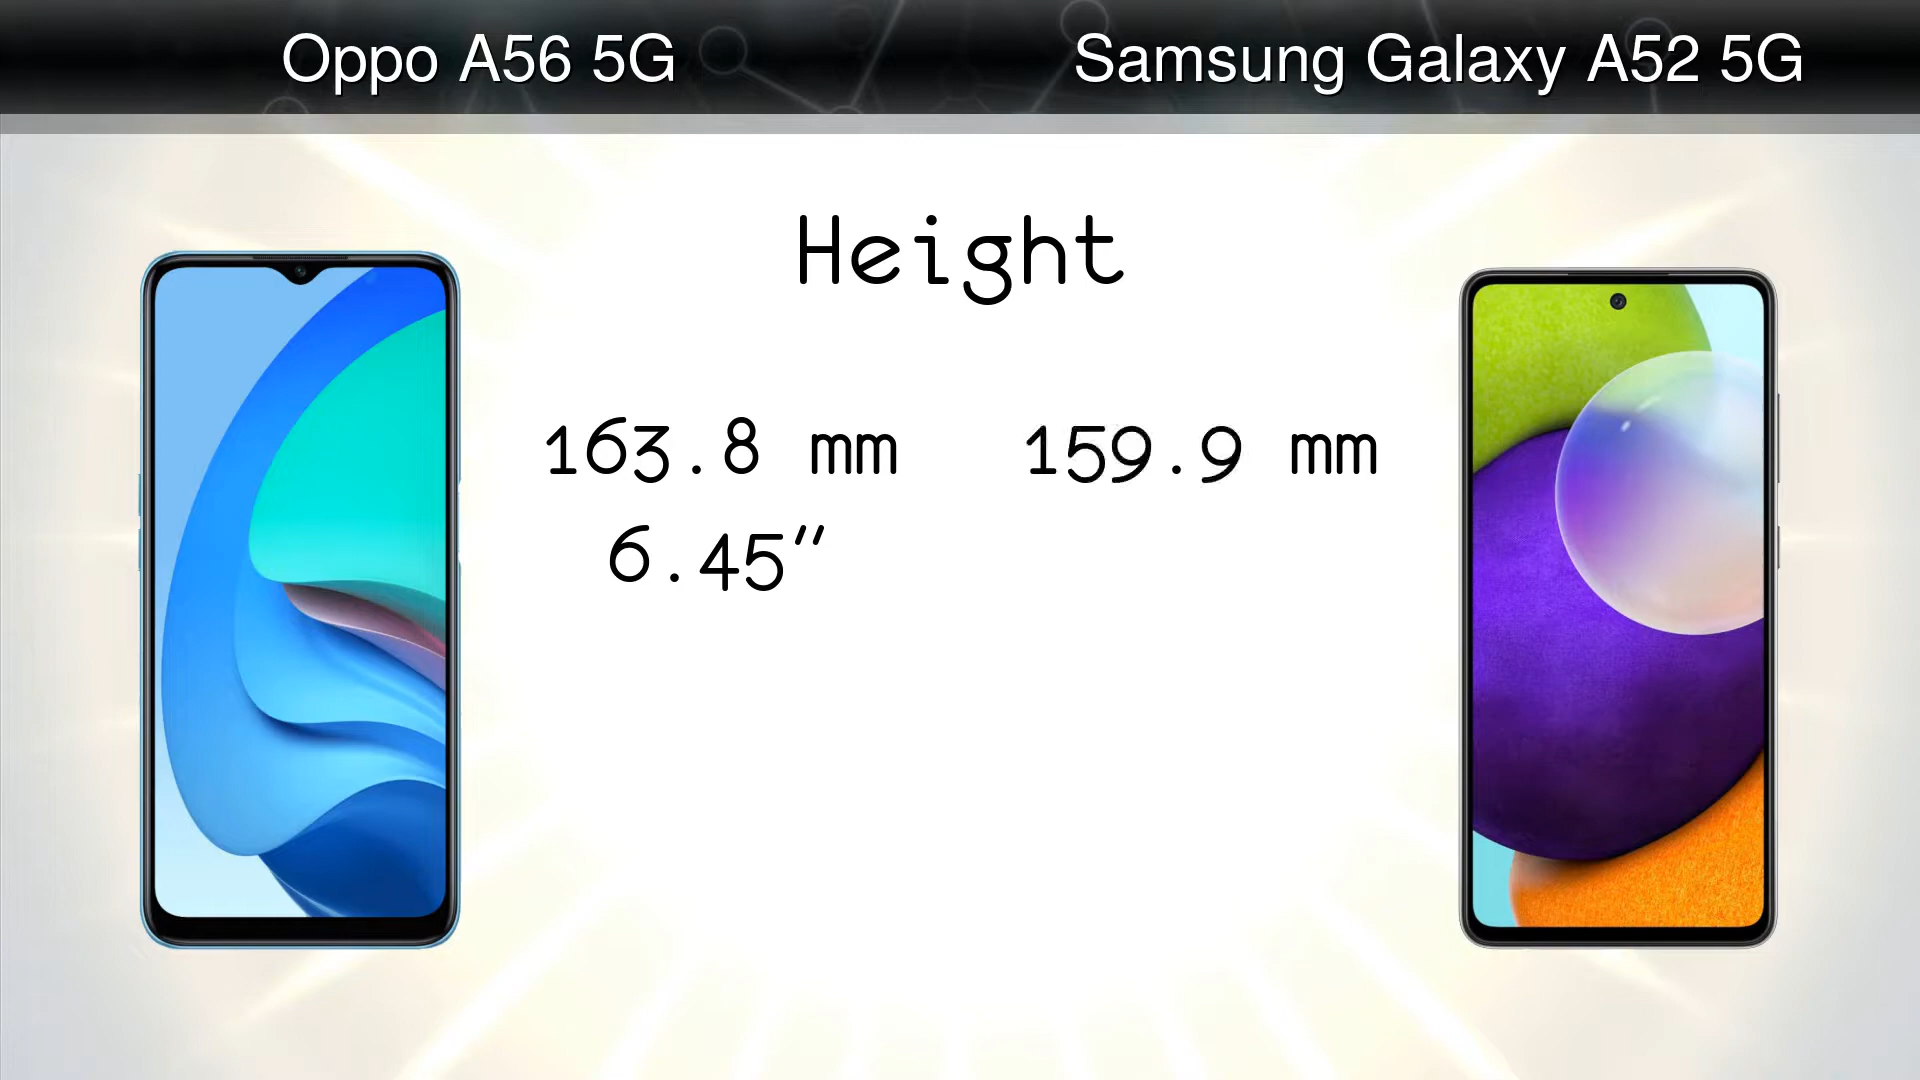 Oppo A56 5G
Samsung Galaxy A52 5G
Height
163.8 mm
159.9 mm
6.45"